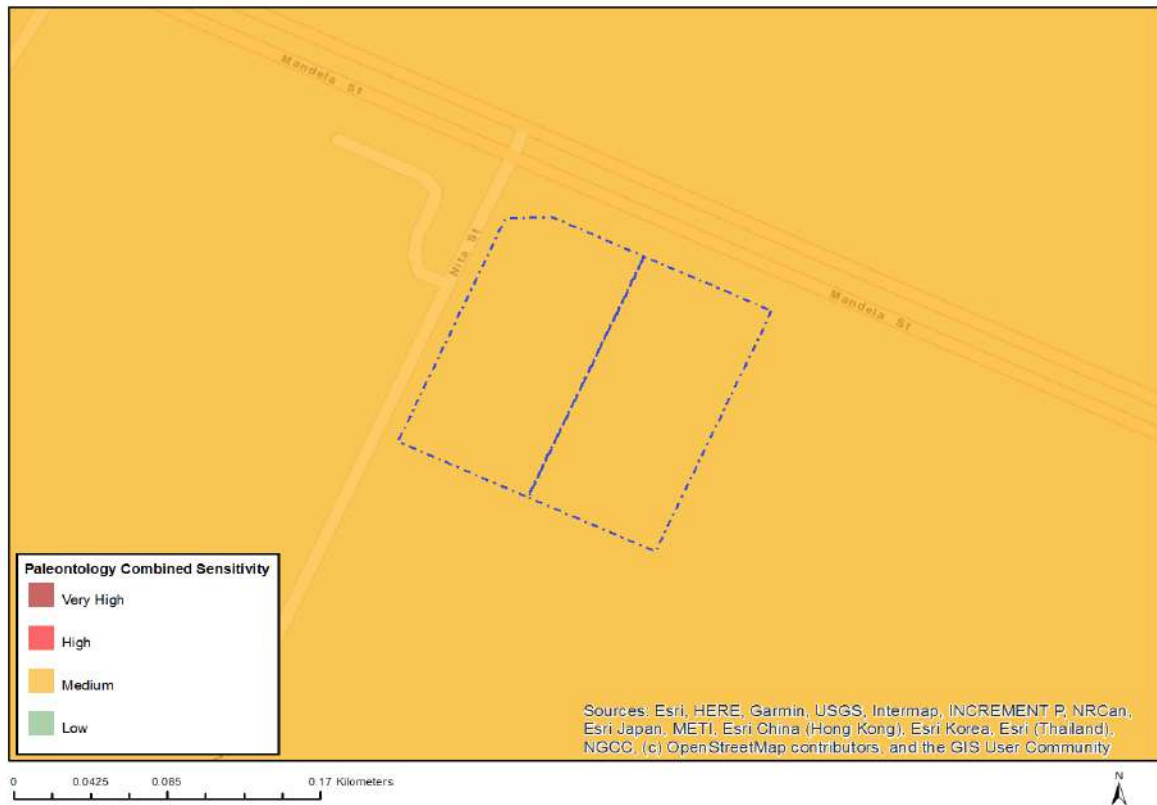 Mandela St
Nita St
Mandela St
Paleontology Combined Sensitivity
Very High
High
Medium
Low
Sources: Esri, HERE, Garmin, USGS, Intermap, INCREMENT P, NRCan,
Esri Japan, METI, Esri China (Hong Kong), Esri Korea, Esri (Thailand),
NGCC, (c) OpenStreetMap contributors, and the GIS User Community
0 0.0425 0.085 0.17 Kilometers
N